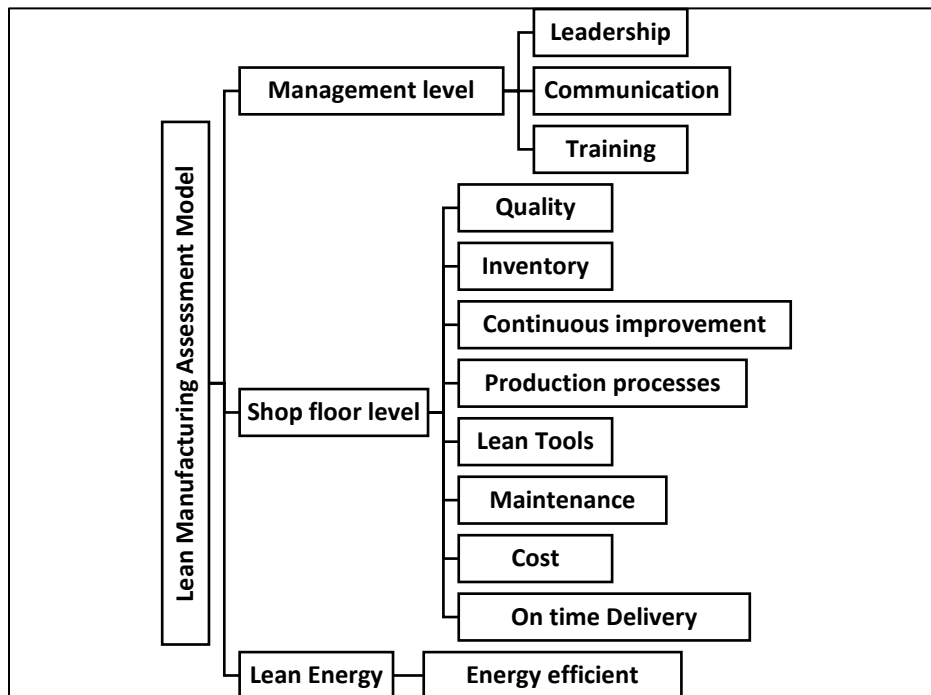 Lean Manufacturing Assessment Model
Management level
Leadership
Communication
Training
Shop floor level
Quality
Inventory
Continuous improvement
Production processes
Lean Tools
Maintenance
Cost
On time Delivery
Lean Energy
Energy efficient